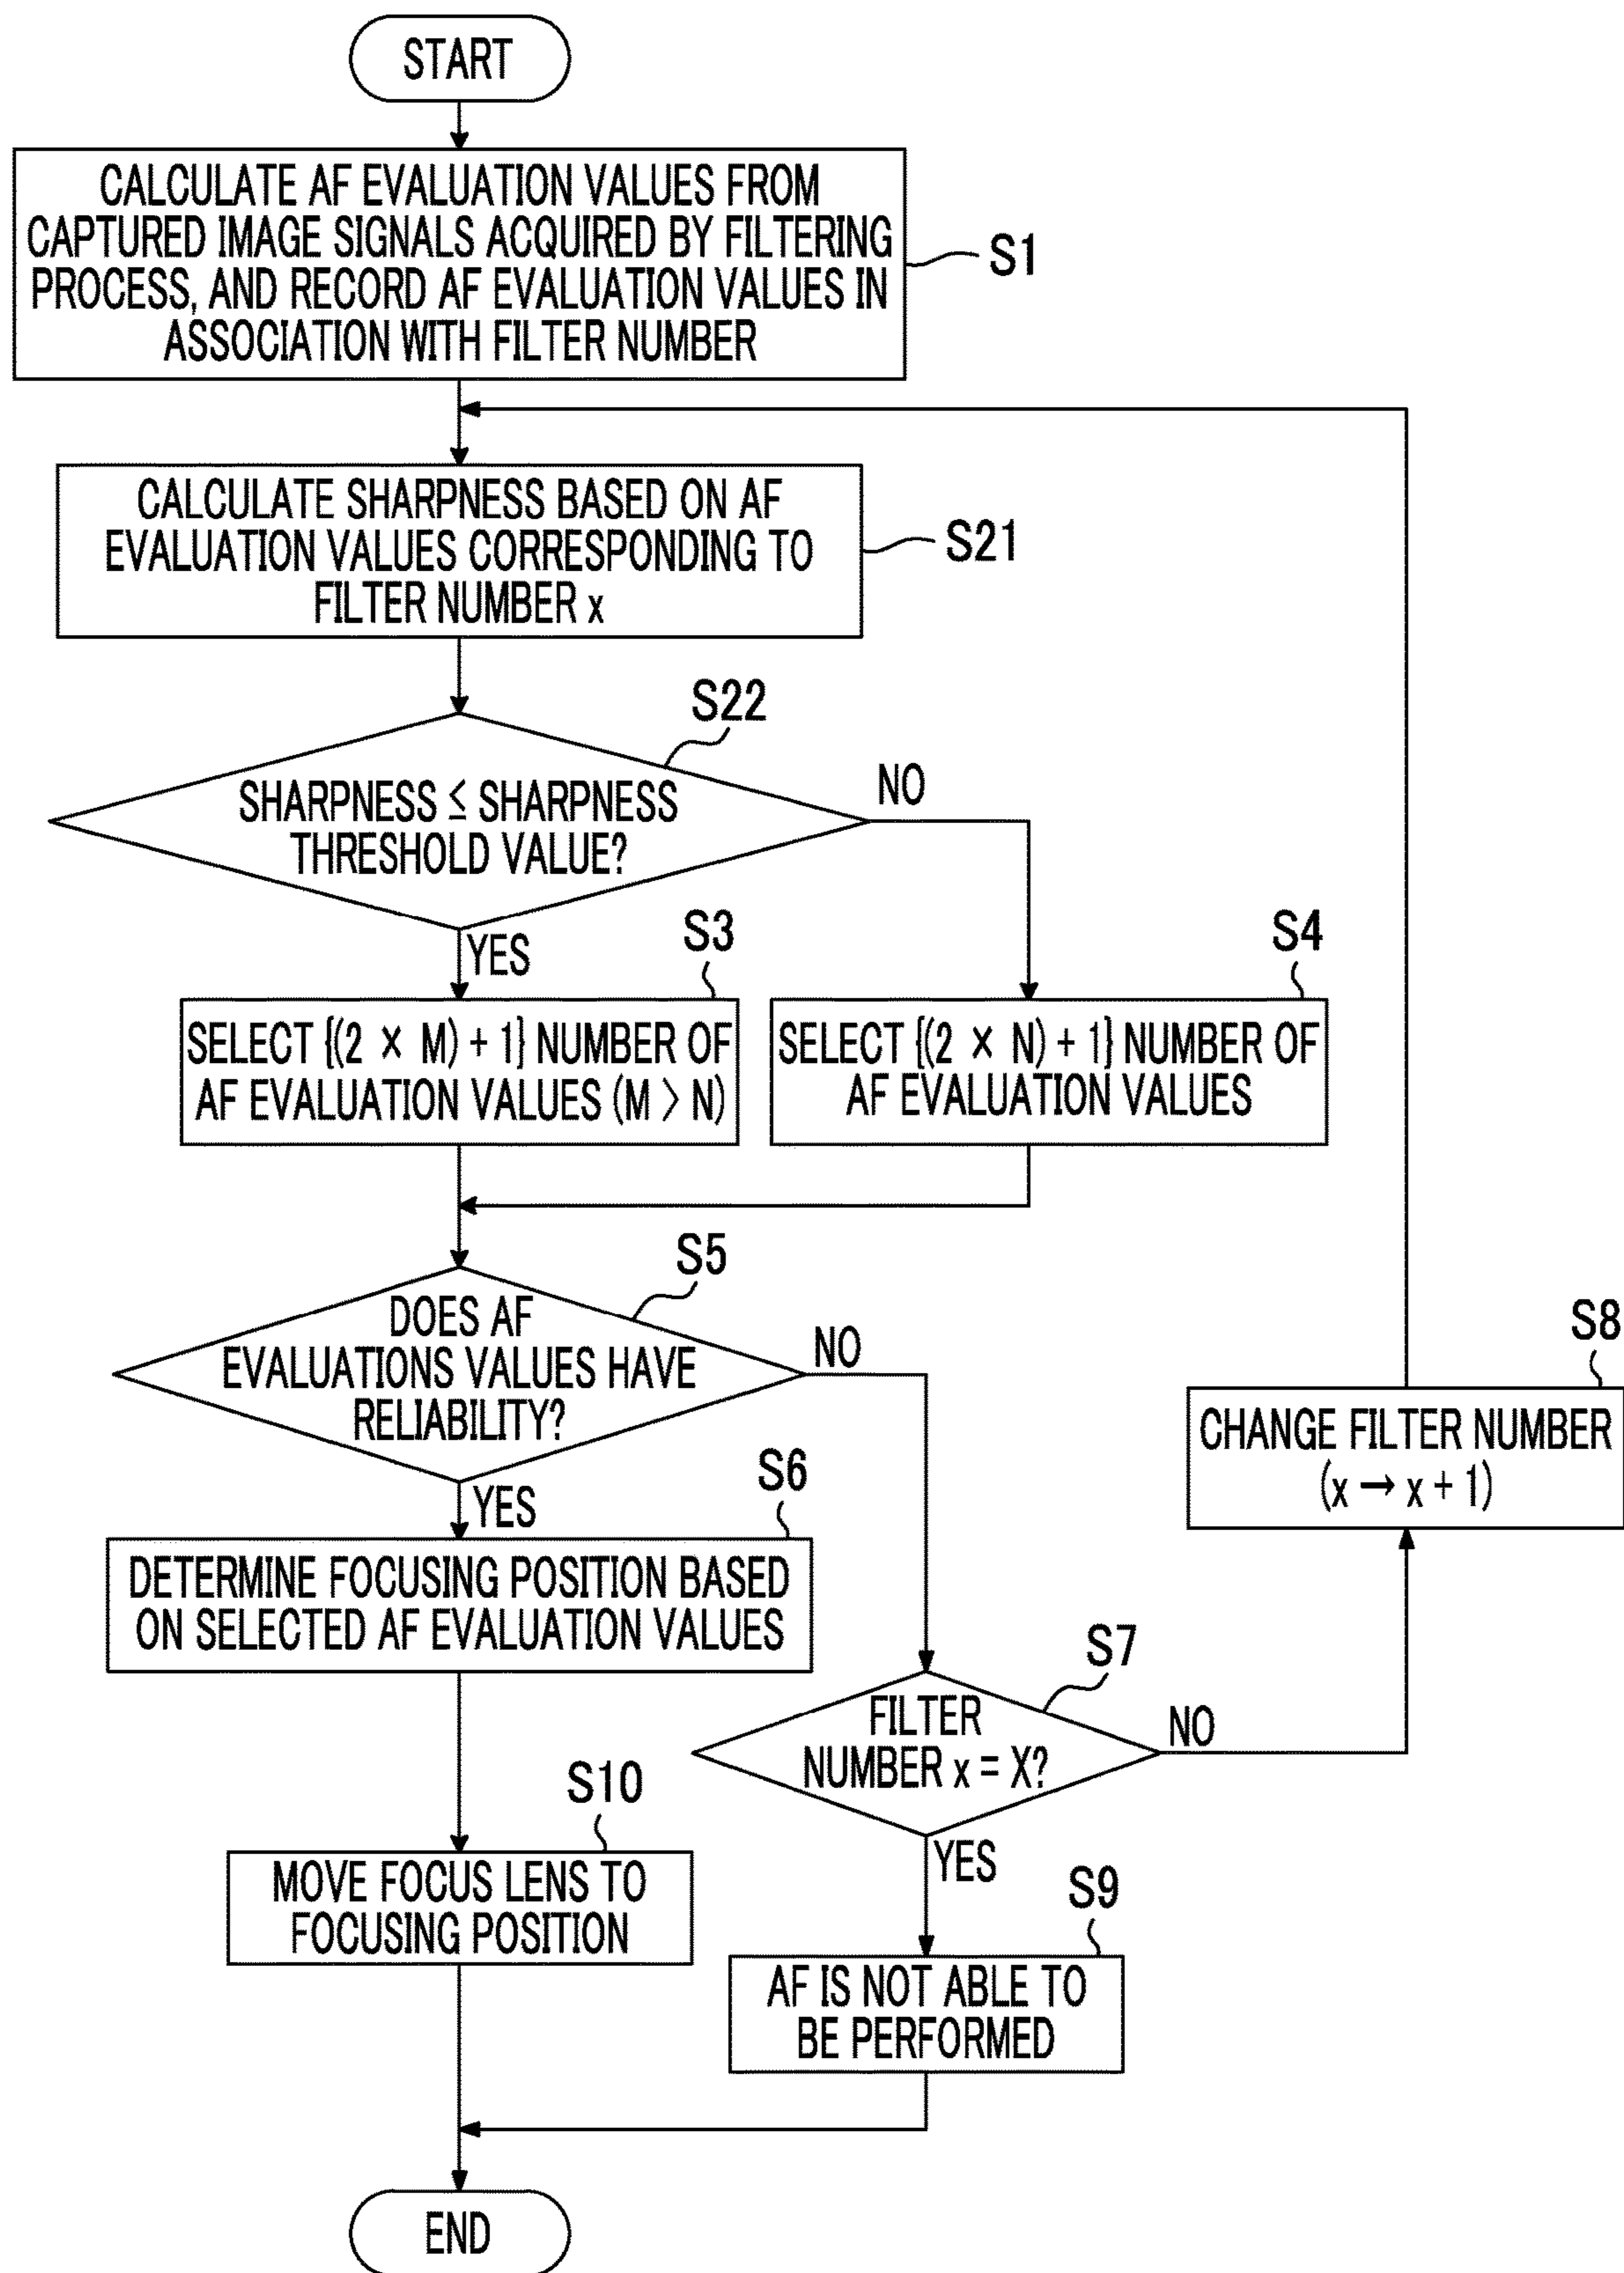 START
CALCULATE AF EVALUATION VALUES FROM
CAPTURED IMAGE SIGNALS ACQUIRED BY FILTERING
PROCESS, AND RECORD AF EVALUATION VALUES IN
ASSOCIATION WITH FILTER NUMBER
S1
CALCULATE SHARPNESS BASED ON AF
EVALUATION VALUES CORRESPONDING TO
FILTER NUMBER x
S21
S22
SHARPNESS ≤ SHARPNESS
THRESHOLD VALUE?
NO
YES
S3
SELECT {(2 × M) + 1} NUMBER OF
AF EVALUATION VALUES (M > N)
S4
SELECT {(2 × N) + 1} NUMBER OF
AF EVALUATION VALUES
S5
DOES AF
EVALUATIONS VALUES HAVE
RELIABILITY?
NO
YES
S8
CHANGE FILTER NUMBER
(x → x + 1)
S6
DETERMINE FOCUSING POSITION BASED
ON SELECTED AF EVALUATION VALUES
S7
FILTER
NUMBER x = X?
NO
YES
S10
MOVE FOCUS LENS TO
FOCUSING POSITION
S9
AF IS NOT ABLE TO
BE PERFORMED
END